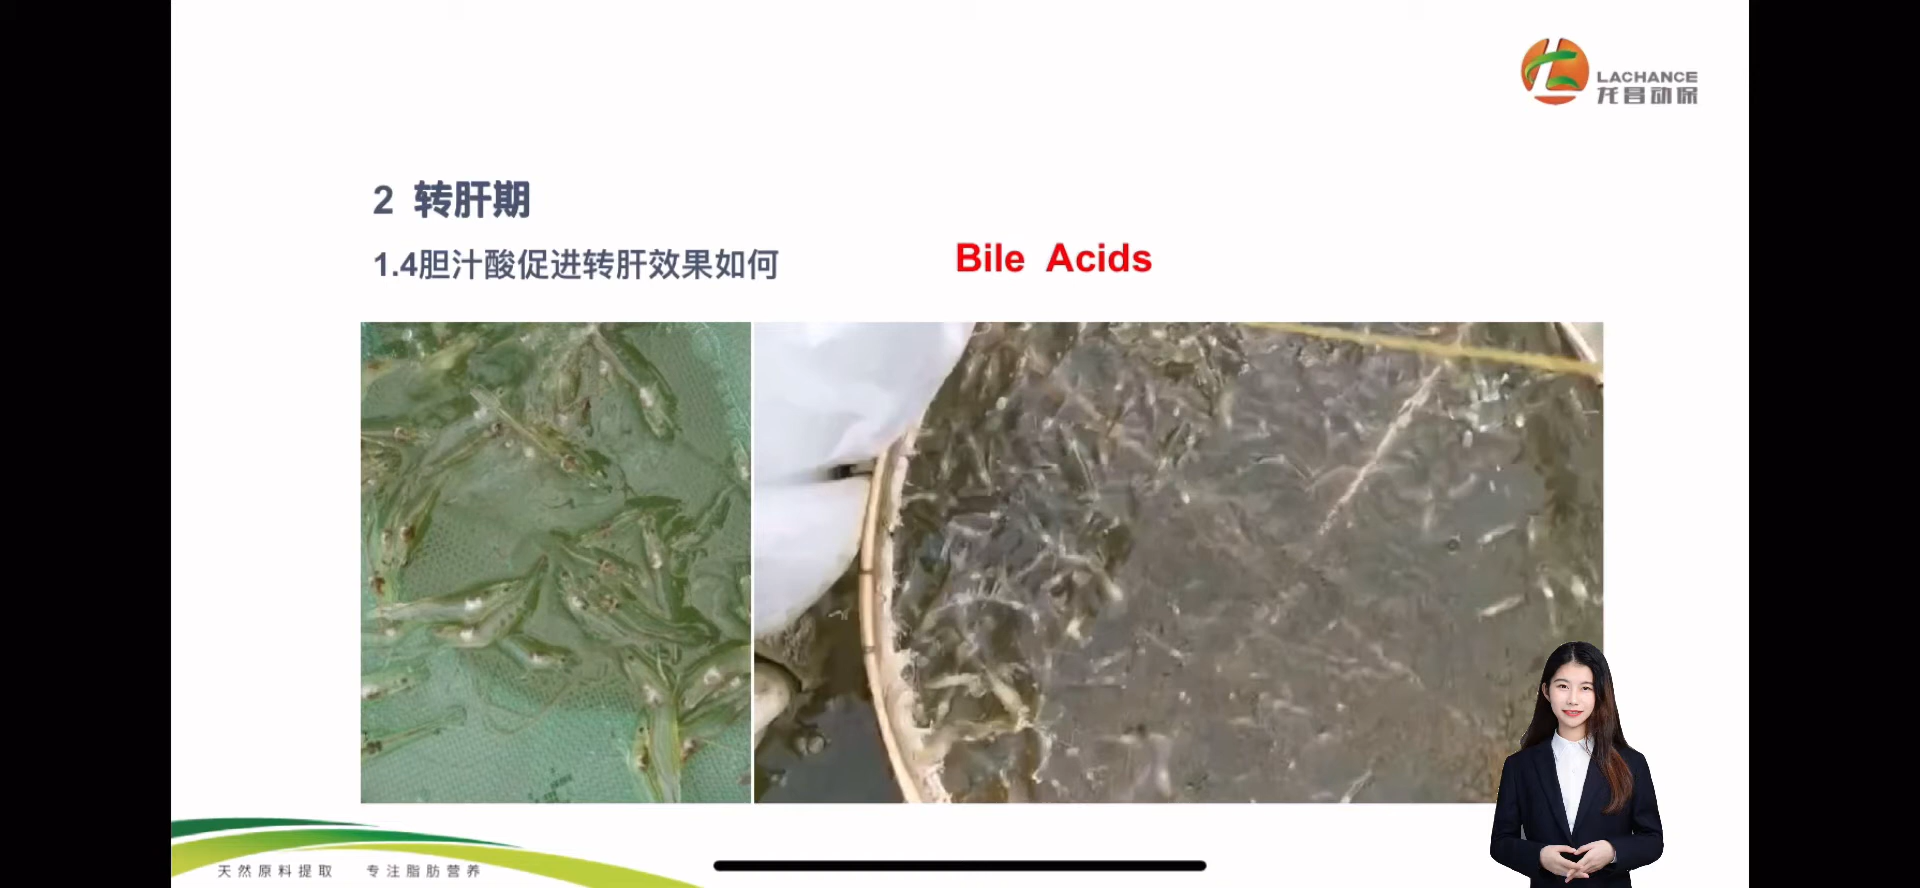 LACHANCE
龙昌动保
2 转肝期
1.4胆汁酸促进转肝效果如何
Bile Acids
天然原料提取 专注脂肪营养